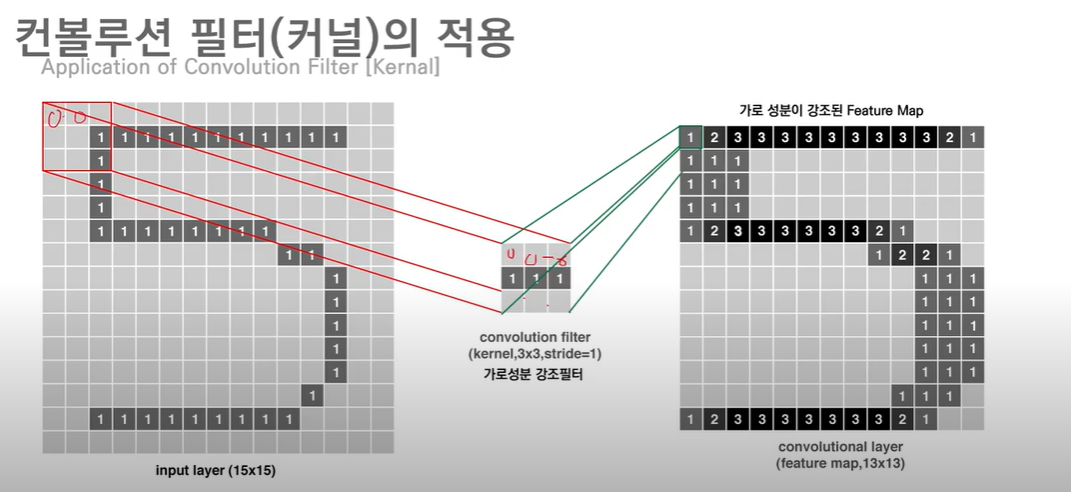 컨볼루션 필터(커널)의 적용
Application of Convolution Filter [Kernal]
0 0
1 1 1 1 1 1 1 1 1 1 1
1
1
1
1 1 1 1 1 1 1 1
1 1
1
1
1
1
1
1
1 1 1 1 1 1 1 1 1
input layer (15x15)
0 0 0
1 1 1
convolution filter
(kernel,3x3,stride=1)
가로성분 강조필터
가로 성분이 강조된 Feature Map
1 2 3 3 3 3 3 3 3 3 3 2 1
1 1 1
1 1 1
1 1 1
1 2 3 3 3 3 3 3 2 1
1 2 2 1
1 1 1
1 1 1
1 1 1
1 1 1
1 1 1
1 1 1
1 2 3 3 3 3 3 3 3 2 1
convolutional layer
(feature map,13x13)